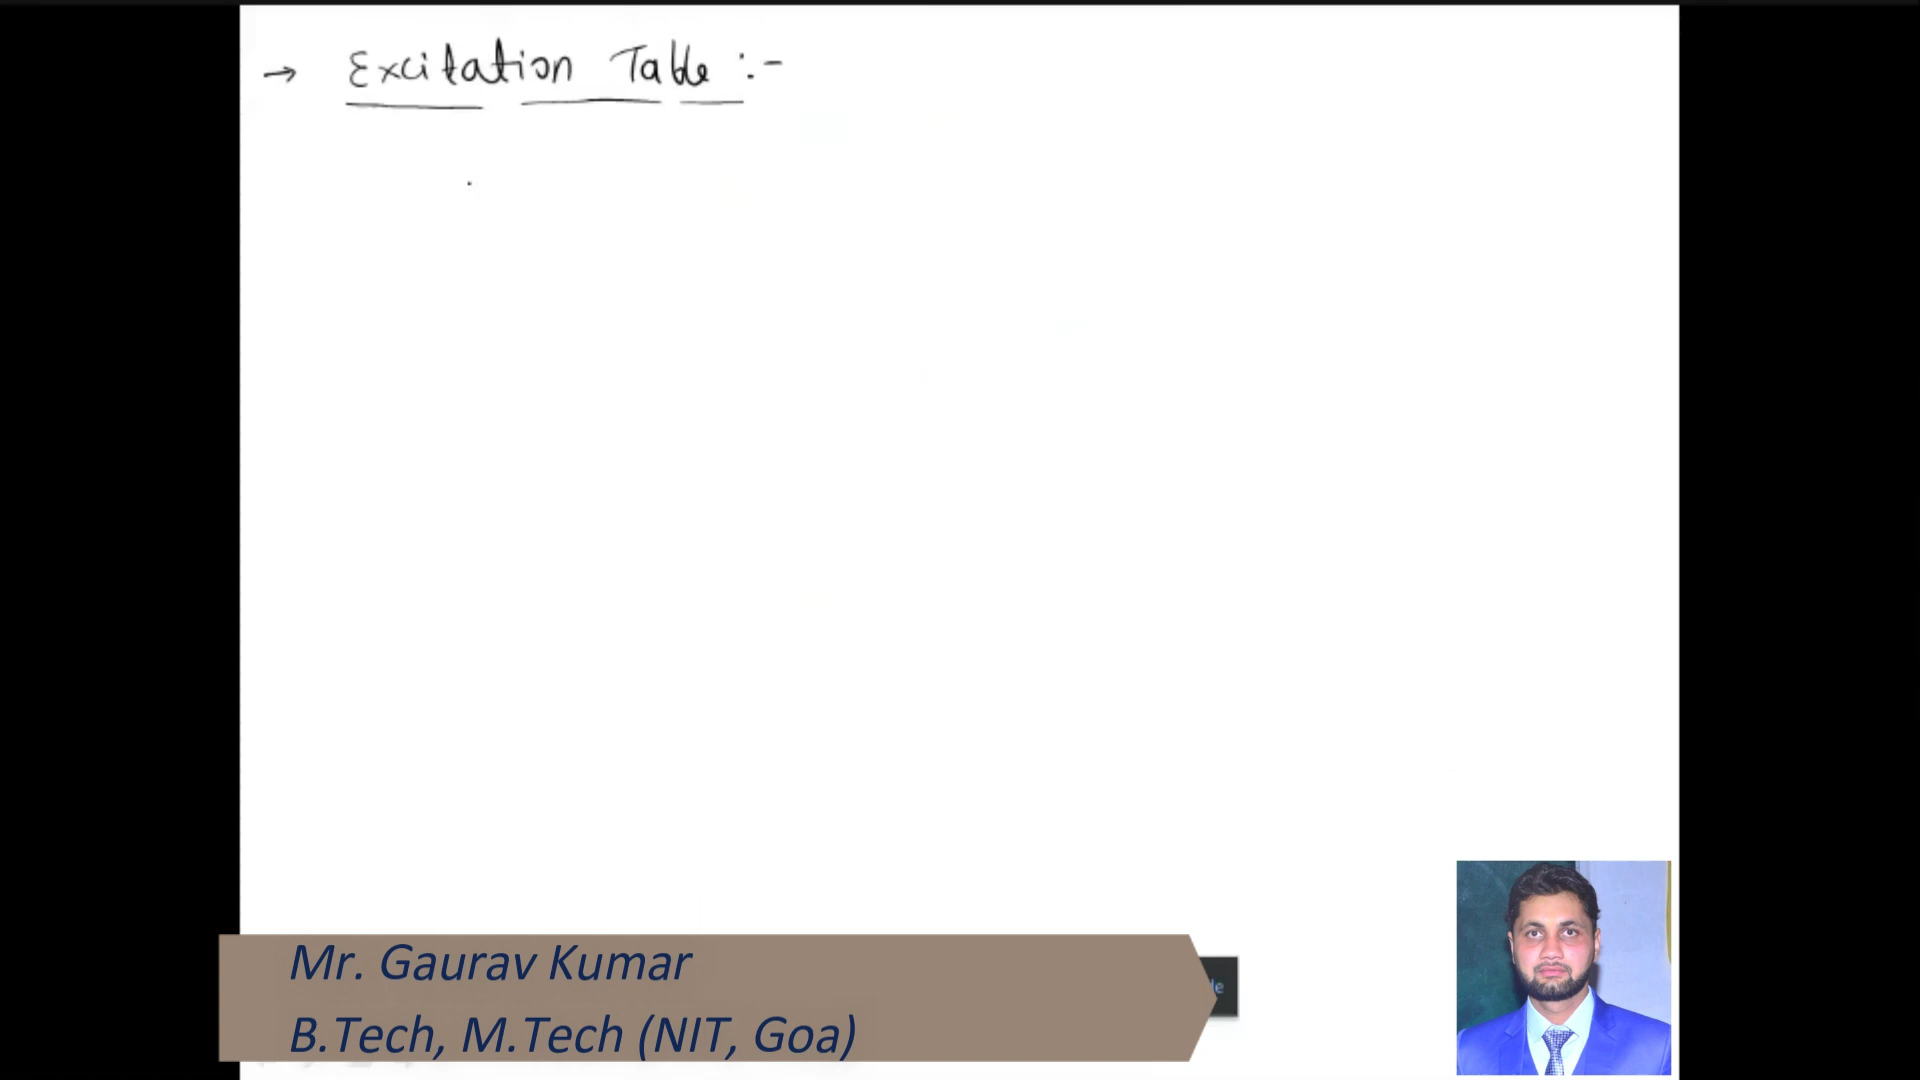 → Excitation Table :-
Mr. Gaurav Kumar
B.Tech, M.Tech (NIT, Goa)